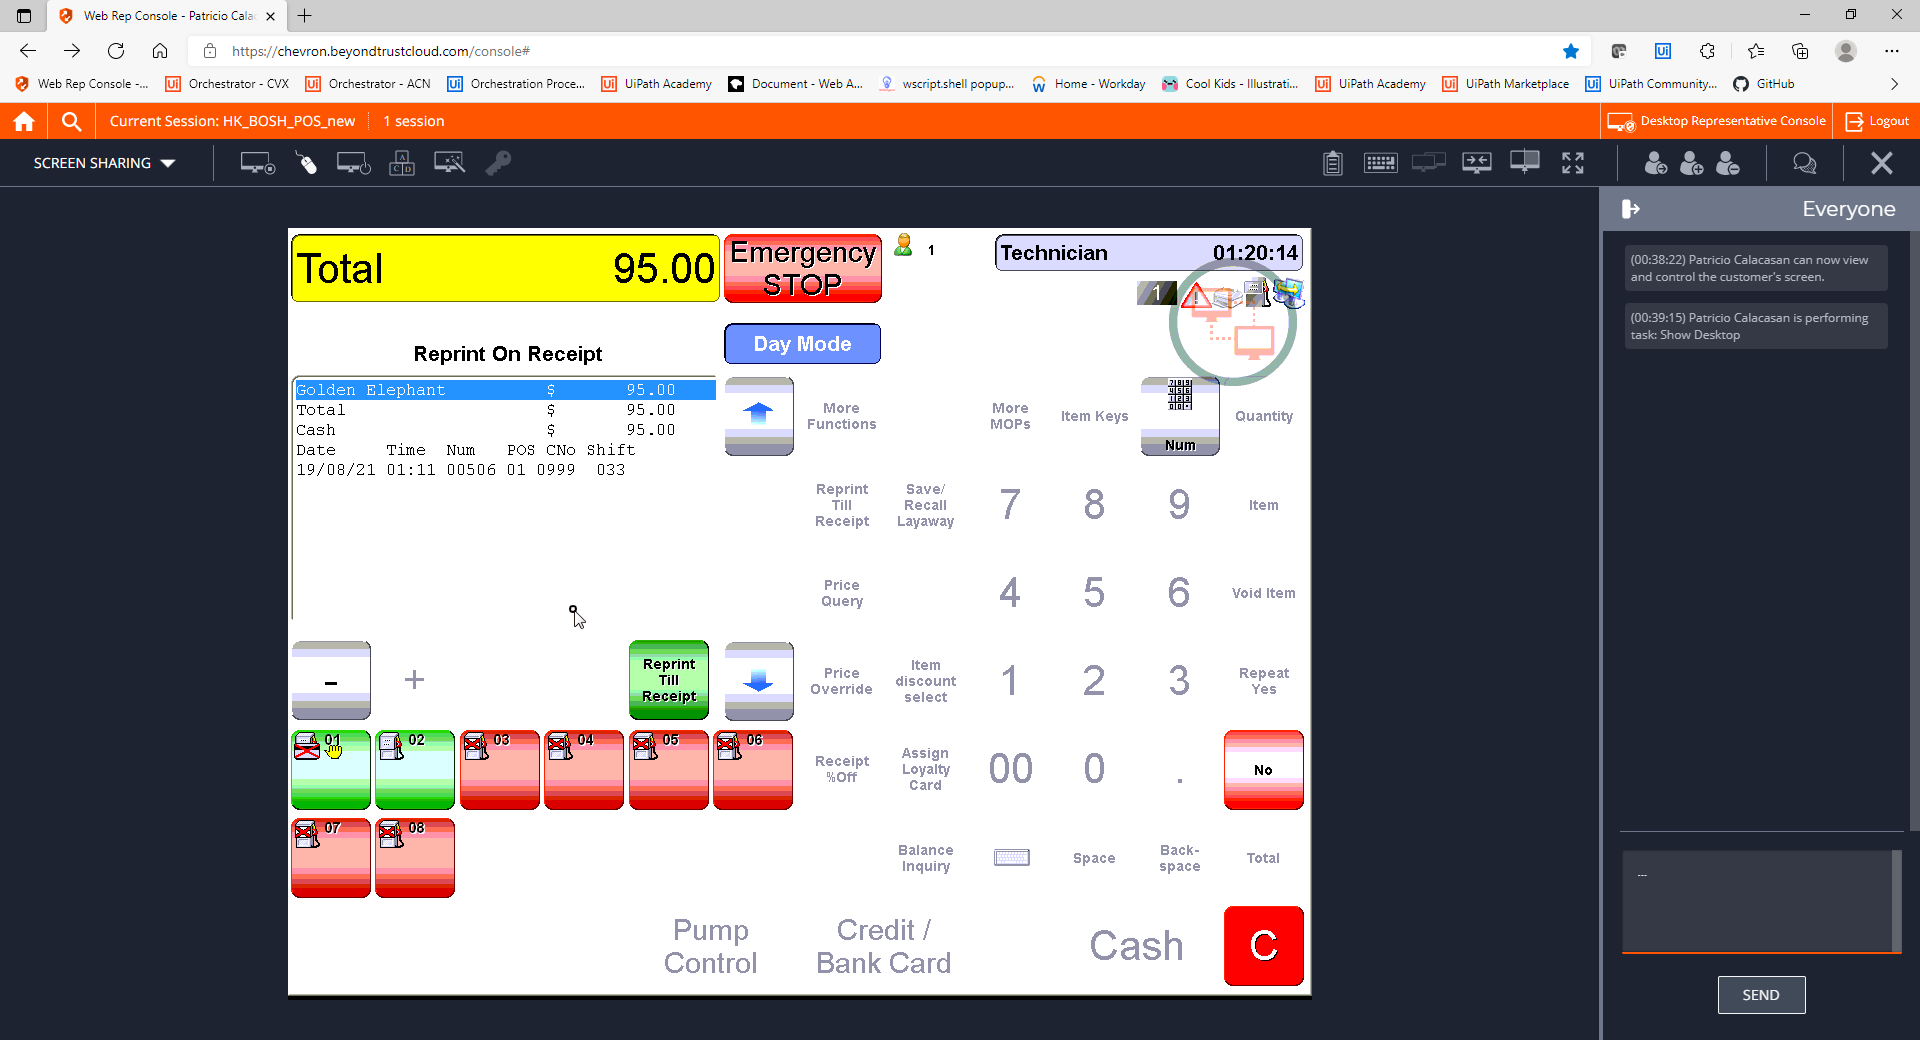 Web Rep Console - Patricio Cala
https://chevron.beyondtrustcloud.com/console#
Web Rep Console -... Orchestrator - CVX Orchestrator - ACN Orchestration Proce... UiPath Academy Document - Web A... wscript.shell popup... Home - Workday Cool Kids - Illustrati... UiPath Academy UiPath Marketplace UiPath Community... GitHub
Current Session: HK_BOSH_POS_new 1 session Desktop Representative Console Logout
SCREEN SHARING
Everyone
(00:38:22) Patricio Calacasan can now view
and control the customer's screen.
(00:39:15) Patricio Calacasan is performing
task: Show Desktop
Total 95.00
Emergency
STOP
1
Technician 01:20:14
1
Day Mode
Reprint On Receipt
Golden Elephant $ 95.00
Total $ 95.00
Cash $ 95.00
Date Time Num POS CNo Shift
19/08/21 01:11 00506 01 0999 033
More
Functions
More
MOPs
Item Keys
Num
Quantity
Reprint
Till
Receipt
Save/
Recall
Layaway
7 8 9
Item
Price
Query
4 5 6
Void Item
- +
Reprint
Till
Receipt
Price
Override
Item
discount
select
1 2 3
Repeat
Yes
01 02 03 04 05 06
Receipt
%Off
Assign
Loyalty
Card
00 0 .
No
07 08
Balance
Inquiry
Space
Back-
space
Total
Pump
Control
Credit /
Bank Card
Cash
C
...
SEND